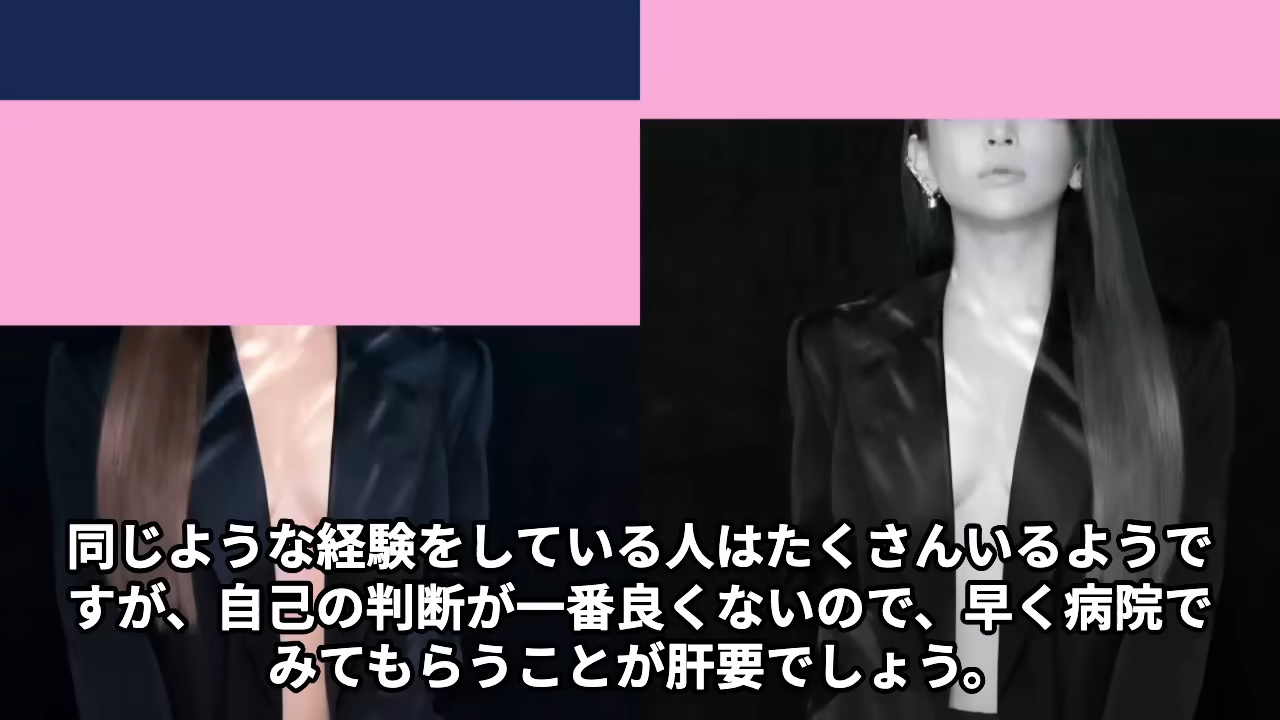 同じような経験をしている人はたくさんいるようで
すが、自己の判断が一番良くないので、早く病院で
みてもらうことが肝要でしょう。